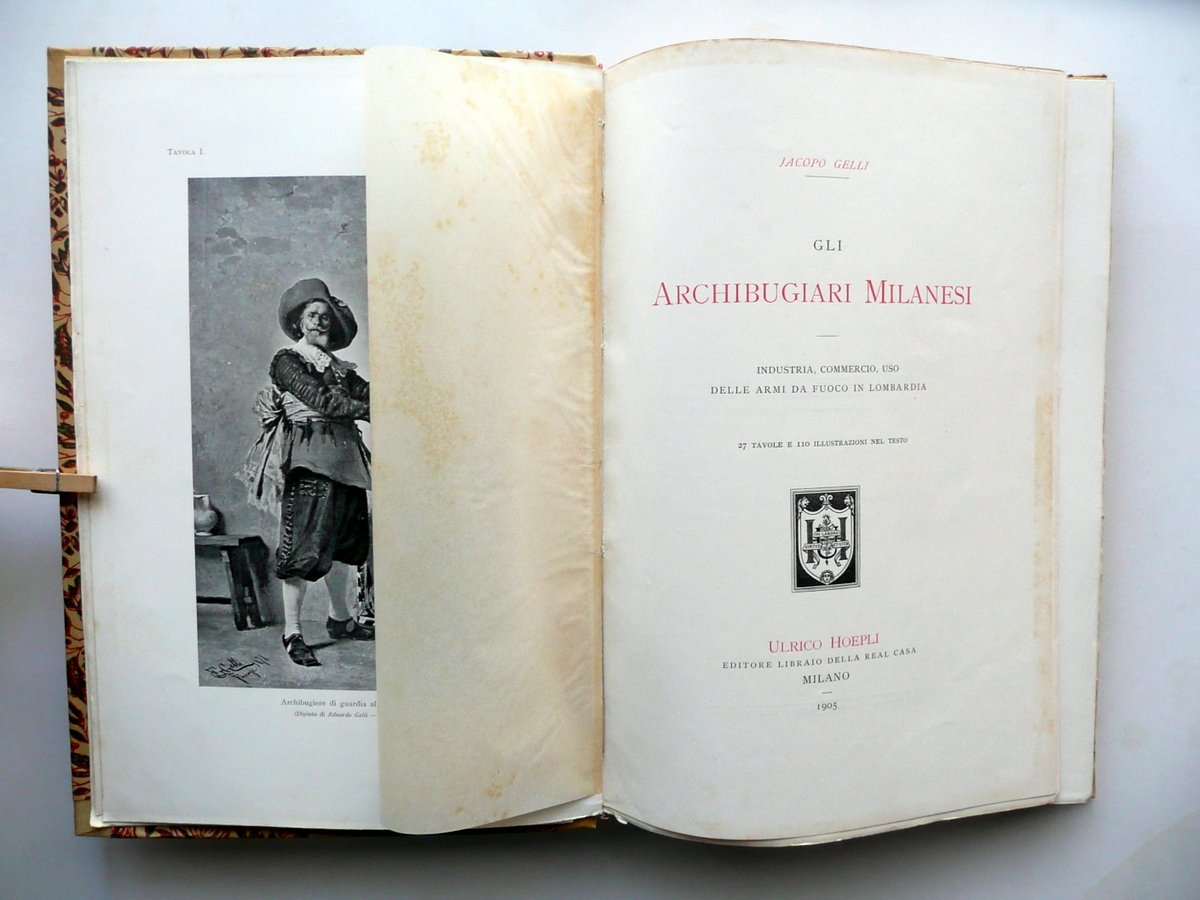 TAVOLA I.
Archibugiere di guardia al
(Dipinto di Eduardo Gelli —
JACOPO GELLI
GLI
ARCHIBUGIARI MILANESI
INDUSTRIA, COMMERCIO, USO
DELLE ARMI DA FUOCO IN LOMBARDIA
27 TAVOLE E 110 ILLUSTRAZIONI NEL TESTO
ULRICO HOEPLI
EDITORE LIBRAIO DELLA REAL CASA
MILANO
1905